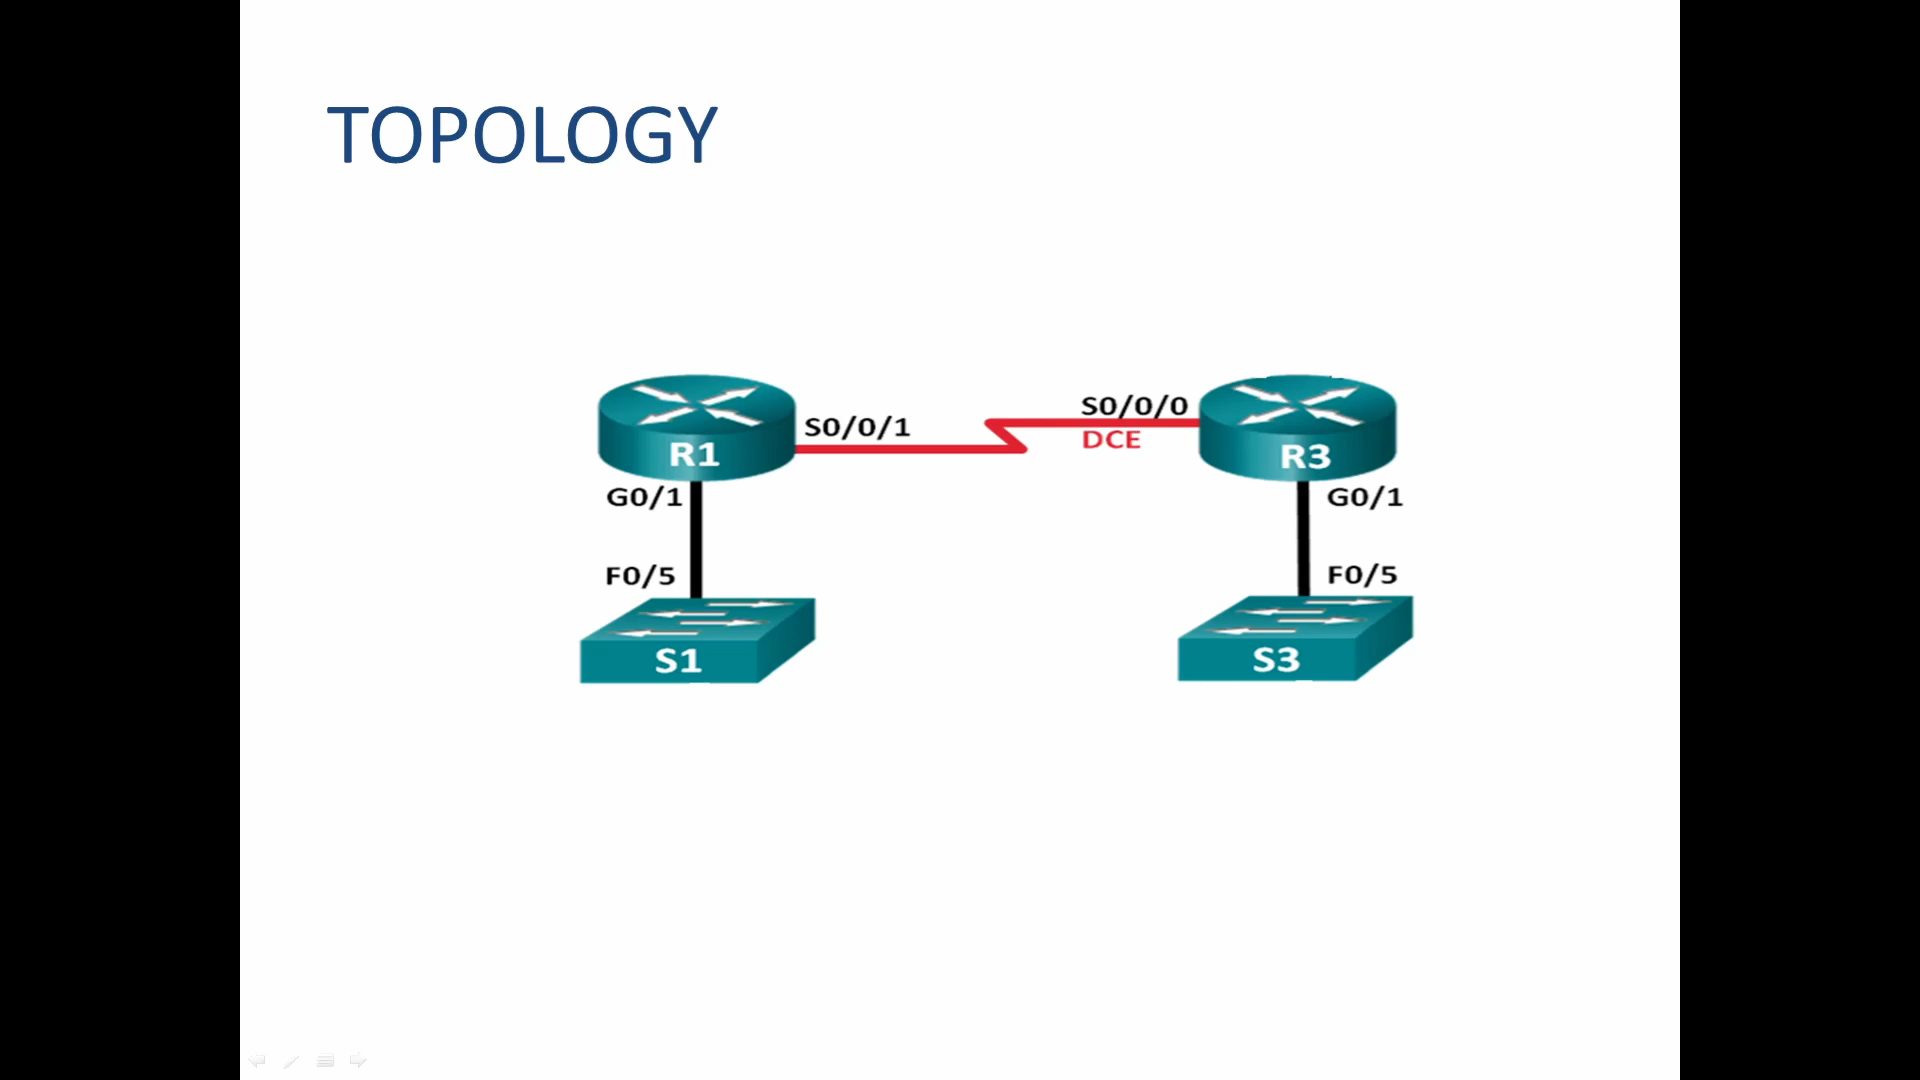 TOPOLOGY
S0/0/0
S0/0/1
DCE
R1
R3
G0/1
G0/1
F0/5
F0/5
S1
S3